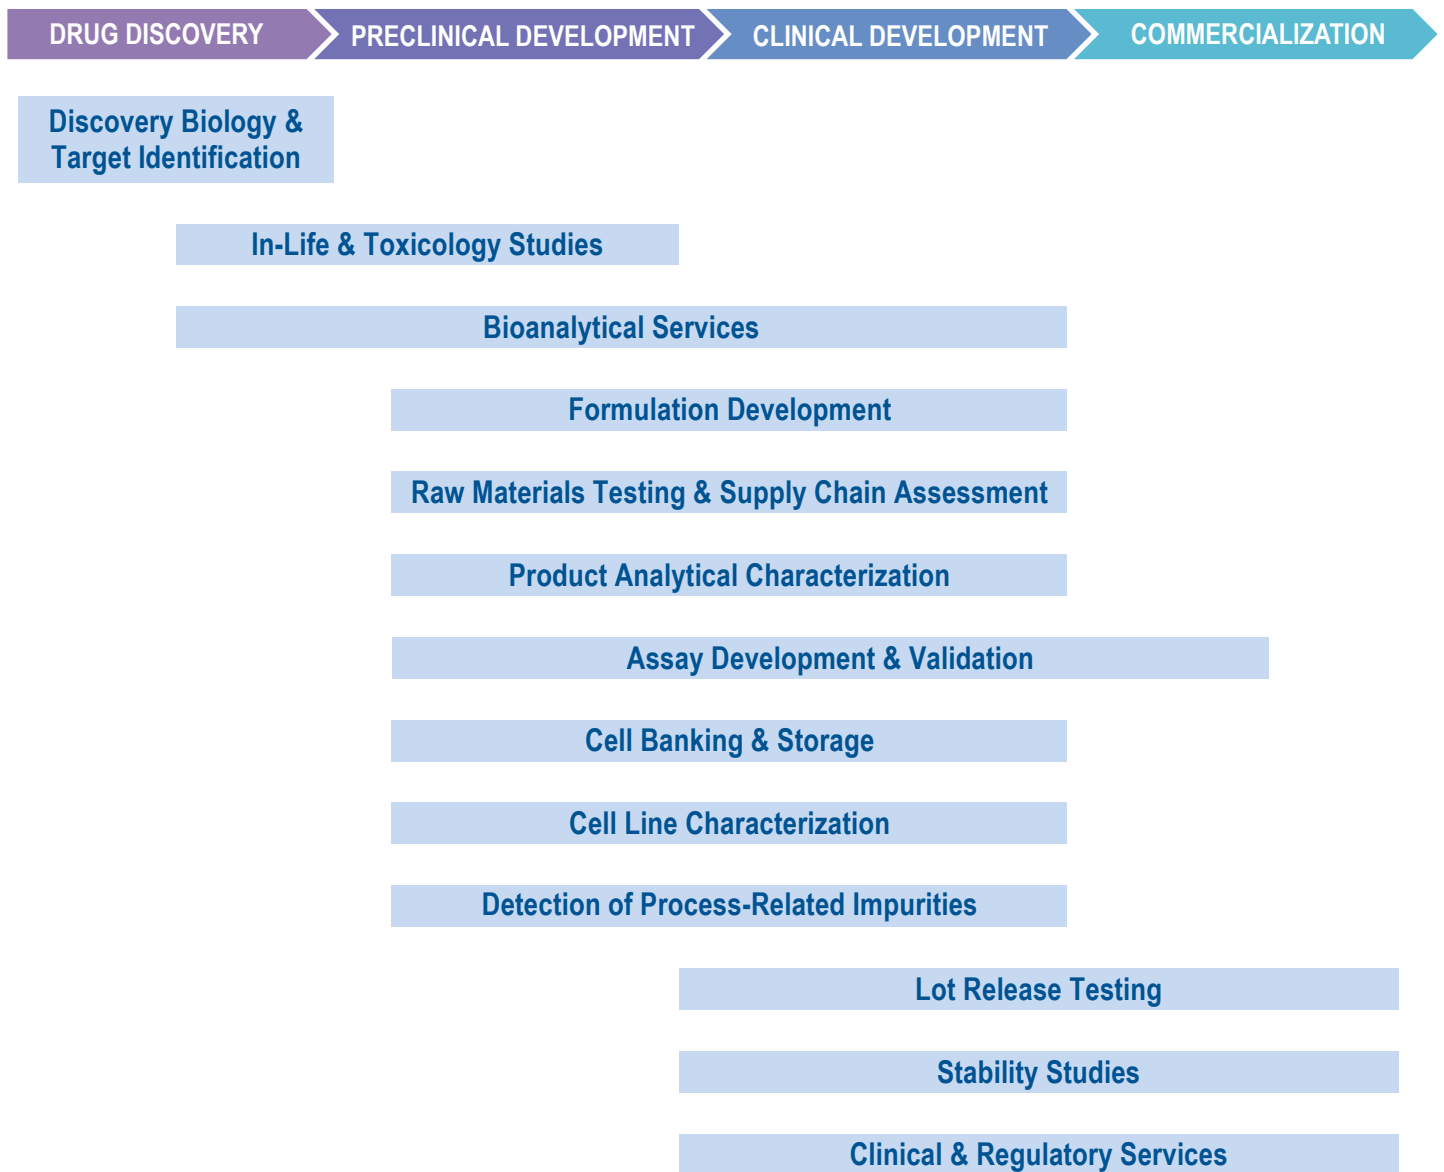 DRUG DISCOVERY
PRECLINICAL DEVELOPMENT
CLINICAL DEVELOPMENT
COMMERCIALIZATION
Discovery Biology &
Target Identification
In-Life & Toxicology Studies
Bioanalytical Services
Formulation Development
Raw Materials Testing & Supply Chain Assessment
Product Analytical Characterization
Assay Development & Validation
Cell Banking & Storage
Cell Line Characterization
Detection of Process-Related Impurities
Lot Release Testing
Stability Studies
Clinical & Regulatory Services